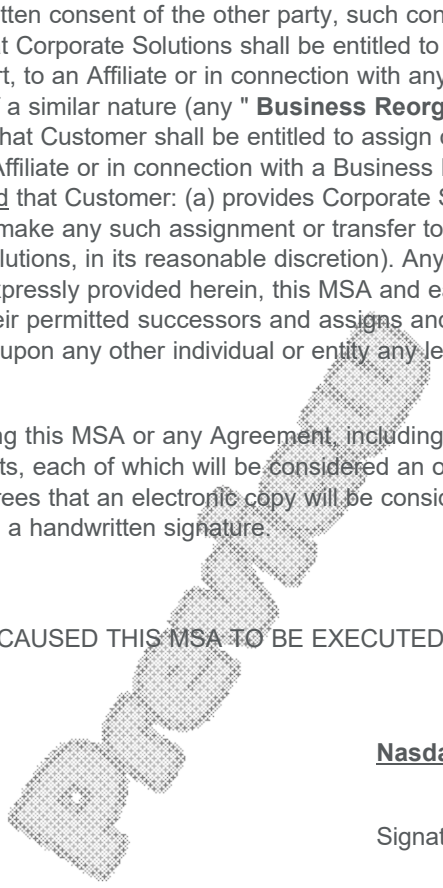 tten consent of the other party, such con
at Corporate Solutions shall be entitled to
rt, to an Affiliate or in connection with any
f a similar nature (any " Business Reorg
hat Customer shall be entitled to assign o
Affiliate or in connection with a Business
d that Customer: (a) provides Corporate S
make any such assignment or transfer to
lutions, in its reasonable discretion). Any
xpressly provided herein, this MSA and ea
eir permitted successors and assigns and
upon any other individual or entity any le
ng this MSA or any Agreement, including
ts, each of which will be considered an o
rees that an electronic copy will be consid
a handwritten signature.
CAUSED THIS MSA TO BE EXECUTED
Preview
Nasda
Signat